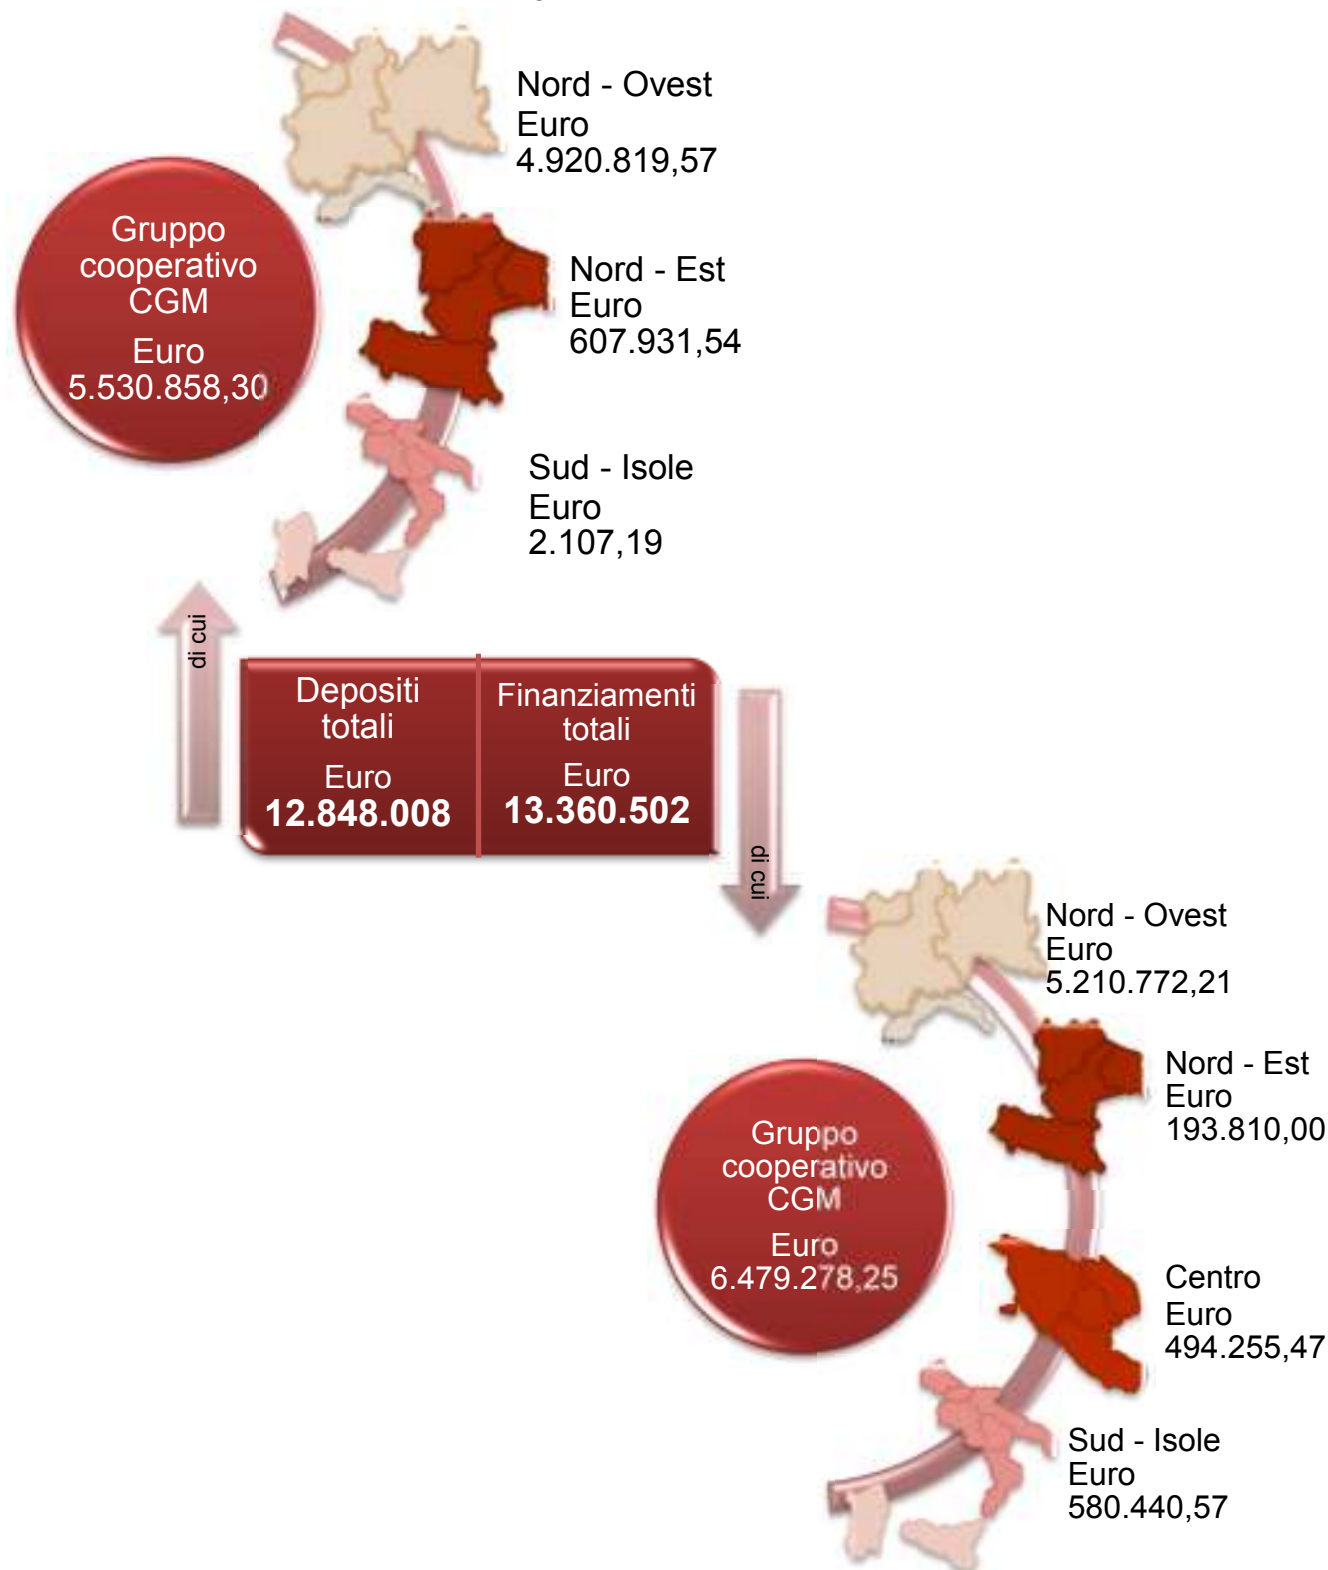 Nord - Ovest
Euro
4.920.819,57
Gruppo
cooperativo
CGM
Euro
5.530.858,30
Nord - Est
Euro
607.931,54
Sud - Isole
Euro
2.107,19
di cui
Depositi
totali
Euro
12.848.008
Finanziamenti
totali
Euro
13.360.502
di cui
Nord - Ovest
Euro
5.210.772,21
Nord - Est
Euro
193.810,00
Gruppo
cooperativo
CGM
Euro
6.479.278,25
Centro
Euro
494.255,47
Sud - Isole
Euro
580.440,57